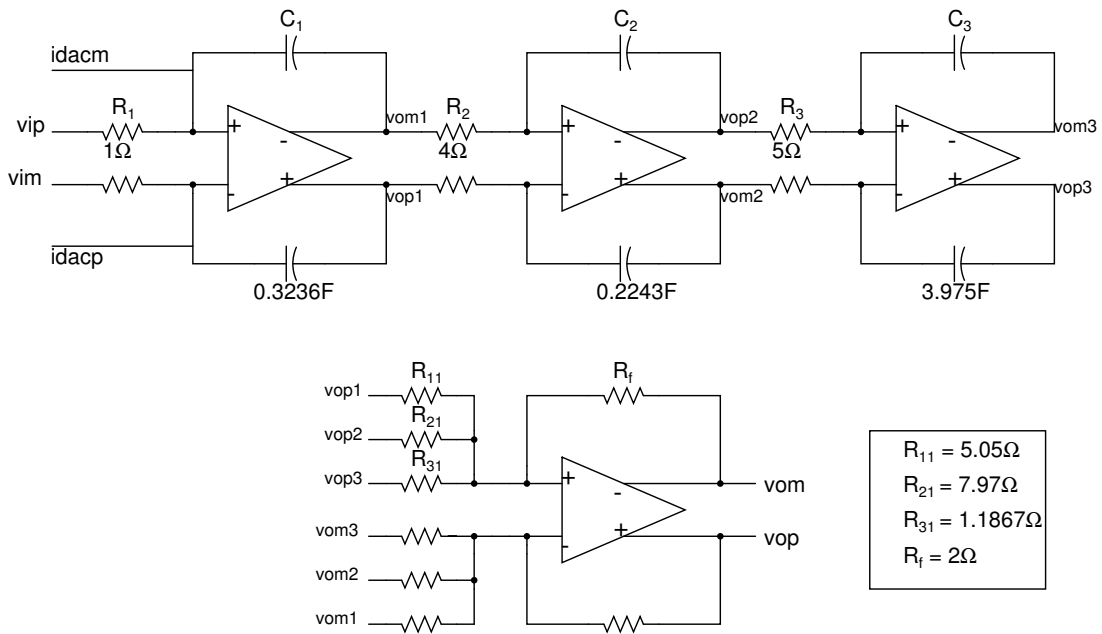 C1 C2 C3
idacm
vip R1 vom1 R2 vop2 R3 vom3
1Ω 4Ω 5Ω
+ - + - + -
vim
- + - + - +
vop1 vom2 vop3
idacp
0.3236F 0.2243F 3.975F
vop1 R11 Rf
vop2 R21
vop3 R31
+ - vom
vom3
- + vop
vom2
vom1
R11 = 5.05Ω
R21 = 7.97Ω
R31 = 1.1867Ω
Rf = 2Ω